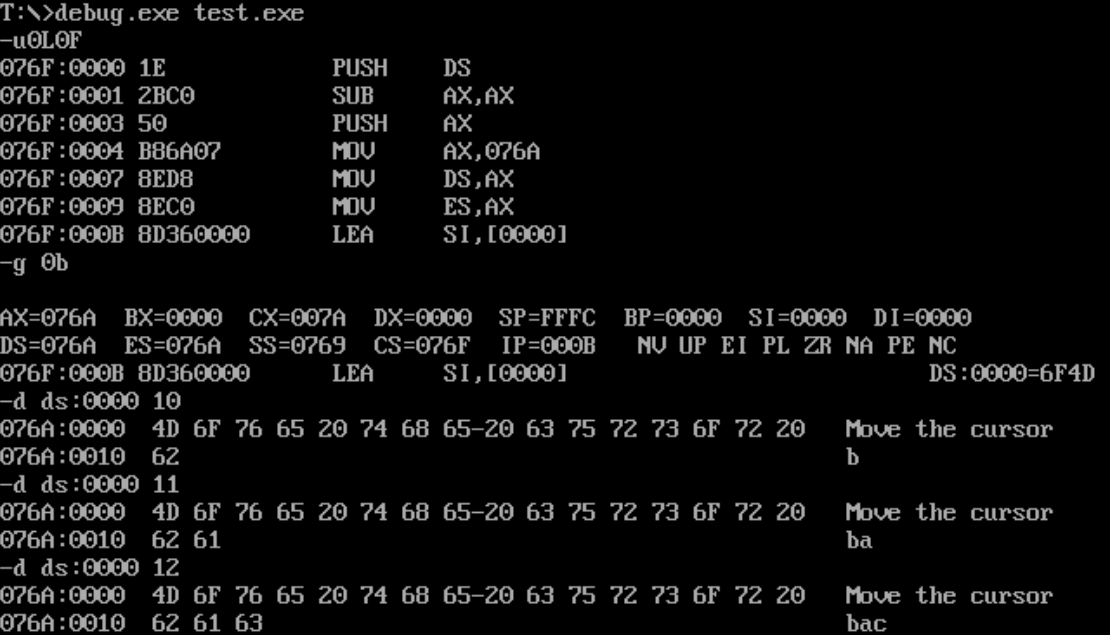 T:\>debug.exe test.exe
-u0L0F
076F:0000 1E            PUSH    DS
076F:0001 2BC0          SUB     AX,AX
076F:0003 50            PUSH    AX
076F:0004 B86A07        MOV     AX,076A
076F:0007 8ED8          MOV     DS,AX
076F:0009 8EC0          MOV     ES,AX
076F:000B 8D360000      LEA     SI,[0000]
-g 0b
AX=076A  BX=0000  CX=007A  DX=0000  SP=FFFC  BP=0000  SI=0000  DI=0000
DS=076A  ES=076A  SS=0769  CS=076F  IP=000B   NV UP EI PL ZR NA PE NC
076F:000B 8D360000      LEA     SI,[0000]                          DS:0000=6F4D
-d ds:0000 10
076A:0000  4D 6F 76 65 20 74 68 65-20 63 75 72 73 6F 72 20   Move the cursor
076A:0010  62                                                b
-d ds:0000 11
076A:0000  4D 6F 76 65 20 74 68 65-20 63 75 72 73 6F 72 20   Move the cursor
076A:0010  62 61                                             ba
-d ds:0000 12
076A:0000  4D 6F 76 65 20 74 68 65-20 63 75 72 73 6F 72 20   Move the cursor
076A:0010  62 61 63                                          bac